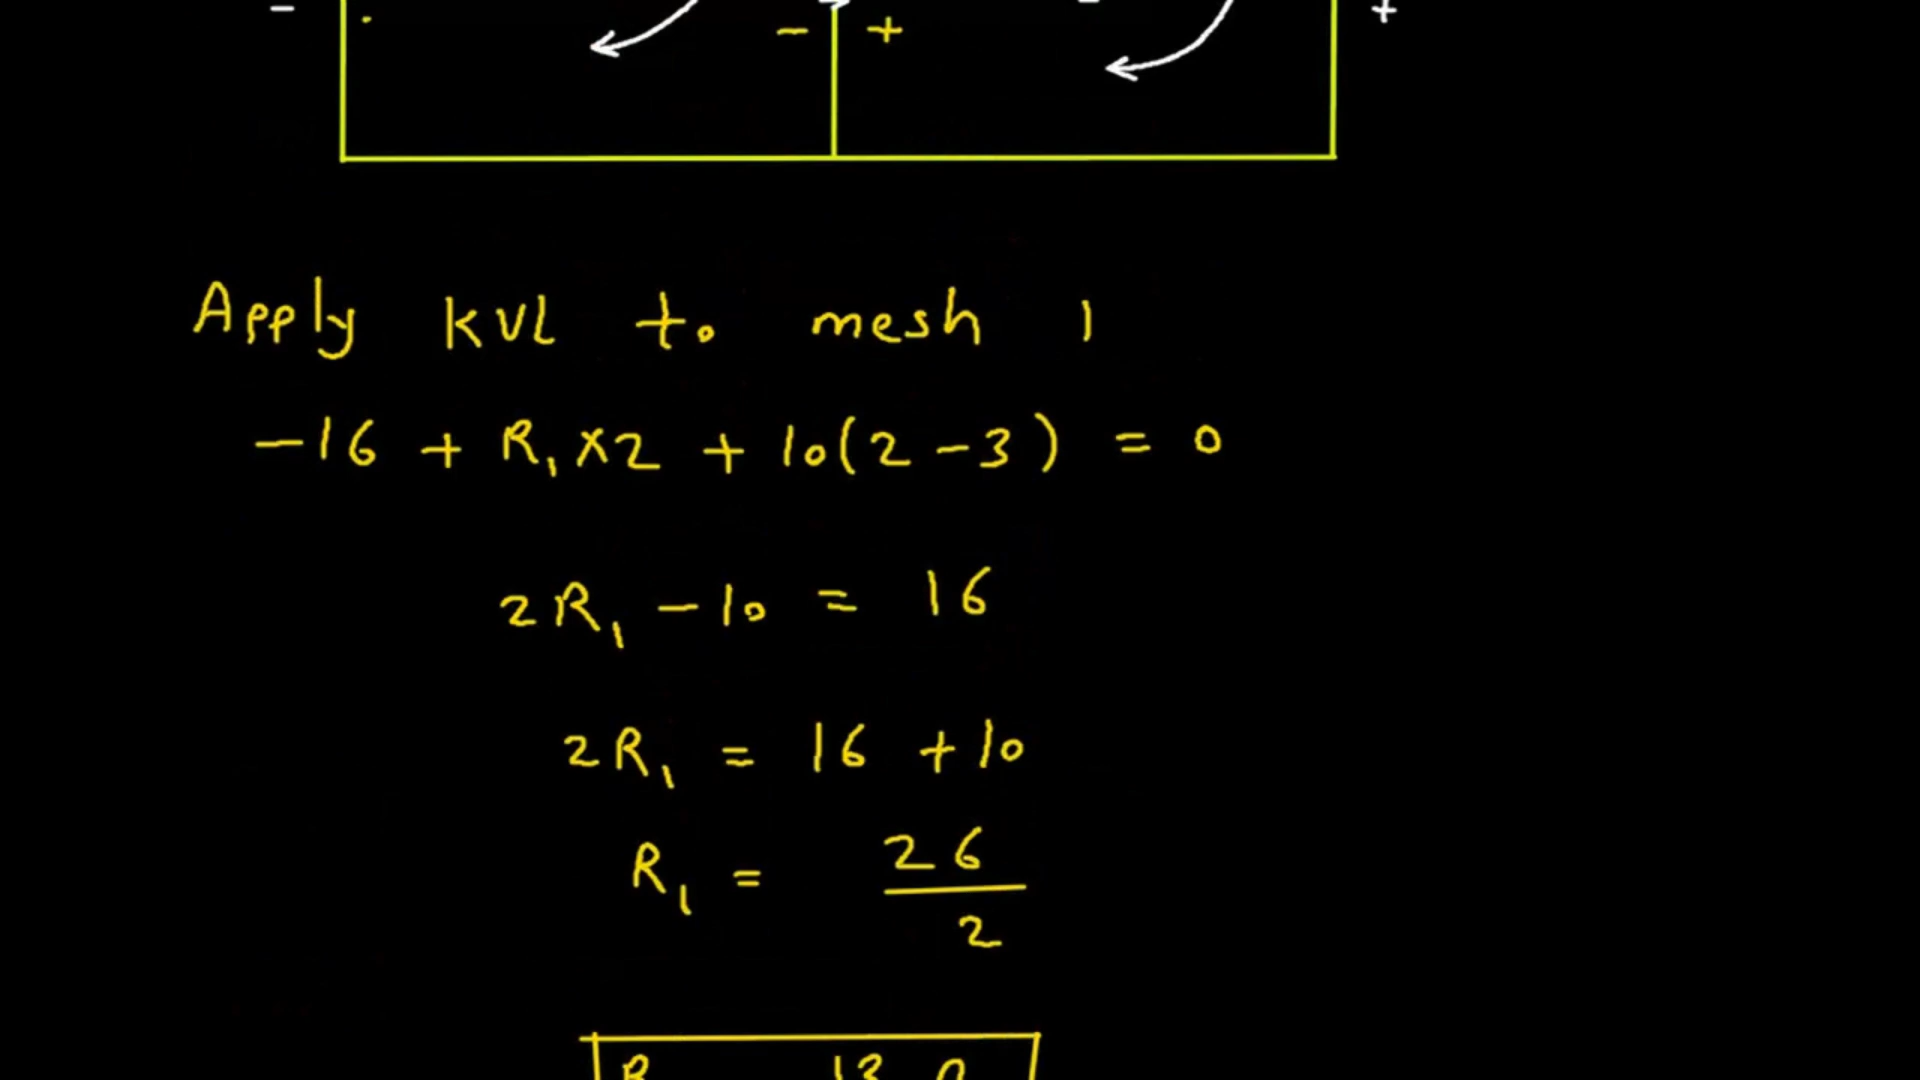 - - + - +
Apply KVL to mesh 1
-16 + R₁×2 + 10(2-3) = 0
2R₁ - 10 = 16
2R₁ = 16 + 10
R₁ = 26/2
R 13